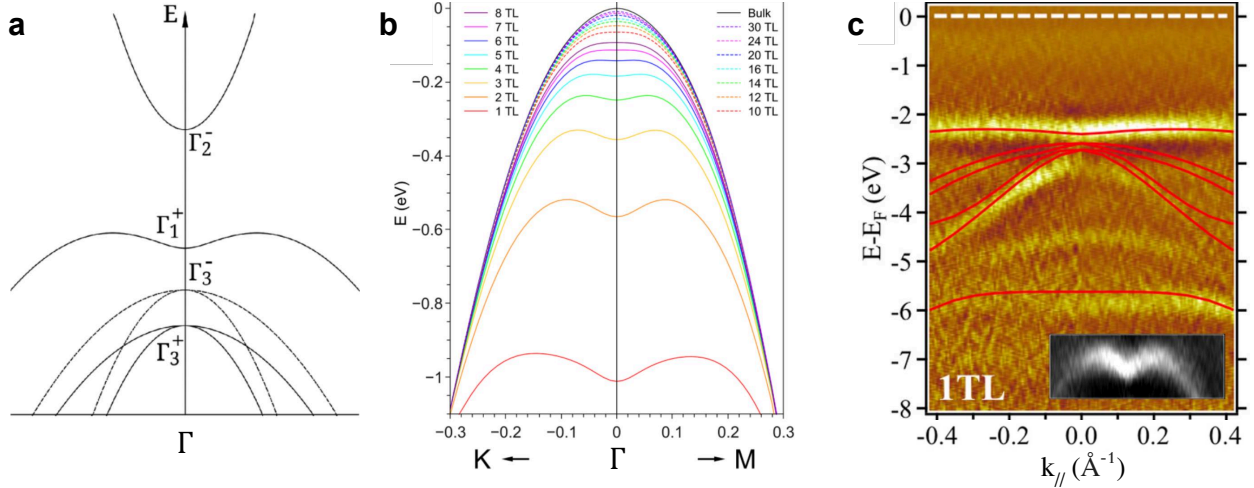 a
E
Γ₂⁻
Γ₁⁺
Γ₃⁻
Γ₃⁺
Γ
b
0
−0.2
−0.4
−0.6
−0.8
−1
E (eV)
8 TL
7 TL
6 TL
5 TL
4 TL
3 TL
2 TL
1 TL
Bulk
30 TL
24 TL
20 TL
16 TL
14 TL
12 TL
10 TL
−0.3 −0.2 −0.1 0 0.1 0.2 0.3
K ← Γ → M
c
0
-1
-2
-3
-4
-5
-6
-7
-8
E-E_F (eV)
1TL
-0.4 -0.2 0.0 0.2 0.4
k_// (Å⁻¹)